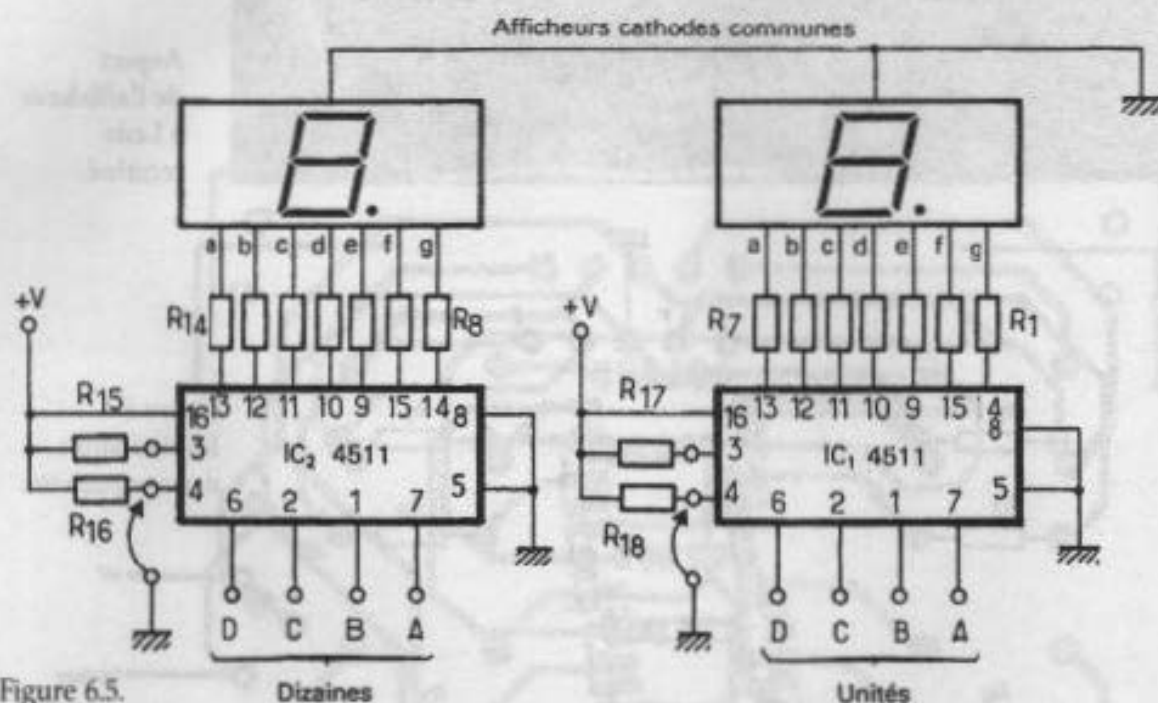 Afficheurs cathodes communes
a b c d e f g
a b c d e f g
+V
R14
R8
+V
R7
R1
R15
16 13 12 11 10 9 15 14 8
R17
16 13 12 11 10 9 15 4 8
3 IC2 4511
3 IC1 4511
4 6 2 1 7 5
4 6 2 1 7 5
R16
R18
D C B A
D C B A
Figure 6.5.
Dizaines
Unités